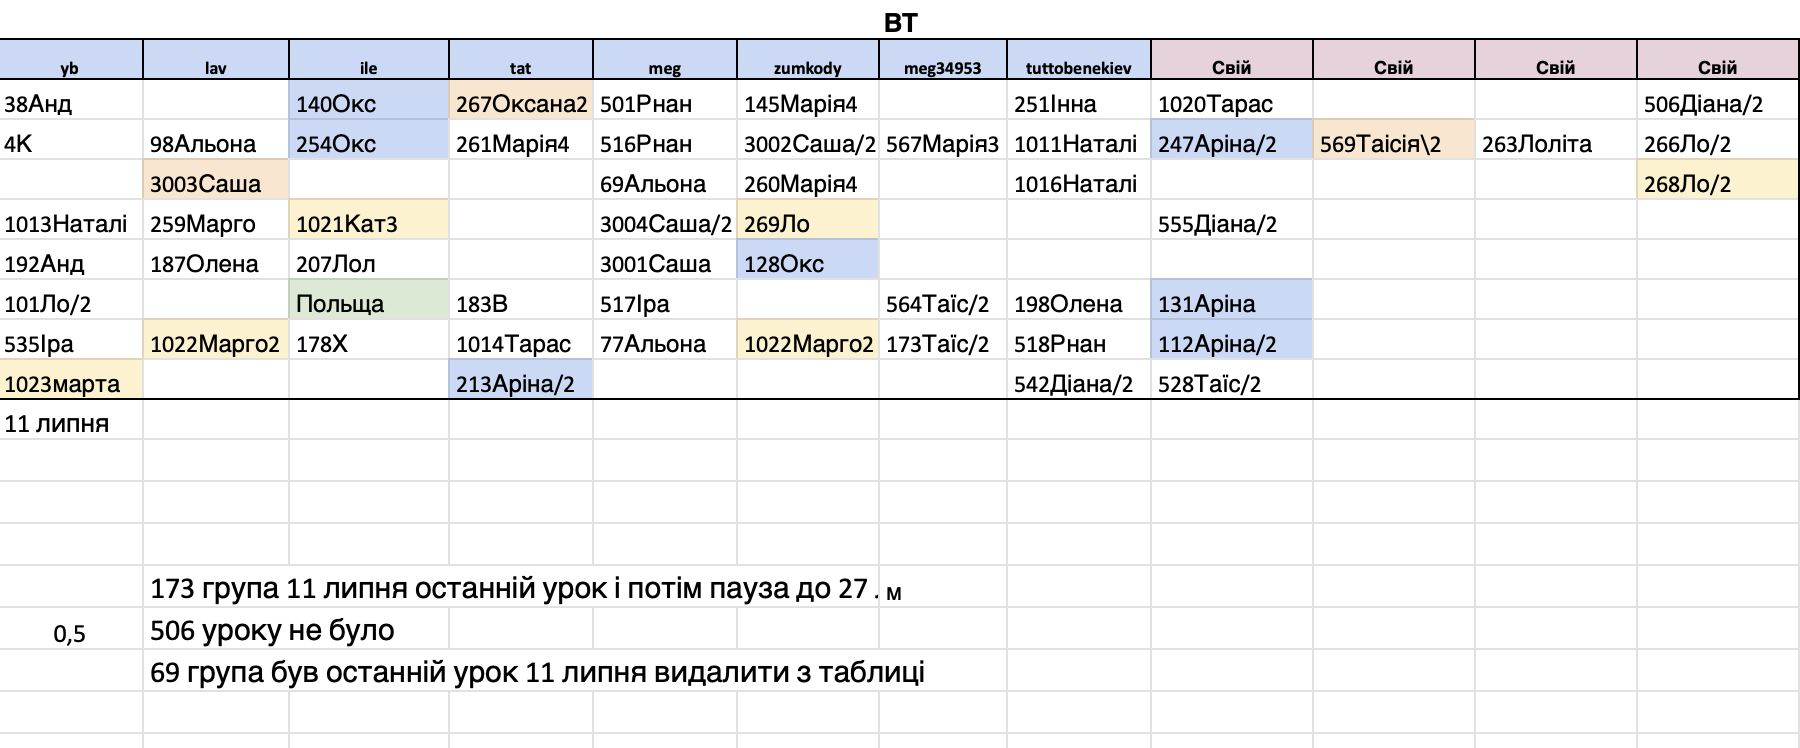 ВТ
yb lav ile tat meg zumkody meg34953 tuttobenekiev Свій Свій Свій Свій
38Анд 140Окс 267Оксана2 501Рнан 145Марія4 251Інна 1020Тарас 506Діана/2
4К 98Альона 254Окс 261Марія4 516Рнан 3002Саша/2 567Марія3 1011Наталі 247Аріна/2 569Таісія\2 263Лоліта 266Ло/2
3003Саша 69Альона 260Марія4 1016Наталі 268Ло/2
1013Наталі 259Марго 1021Кат3 3004Саша/2 269Ло 555Діана/2
192Анд 187Олена 207Лол 3001Саша 128Окс
101Ло/2 Польща 183В 517Іра 564Таїс/2 198Олена 131Аріна
535Іра 1022Марго2 178Х 1014Тарас 77Альона 1022Марго2 173Таїс/2 518Рнан 112Аріна/2
1023марта 213Аріна/2 542Діана/2 528Таїс/2
11 липня
173 група 11 липня останній урок і потім пауза до 27 . м
0,5 506 уроку не було
69 група був останній урок 11 липня видалити з таблиці